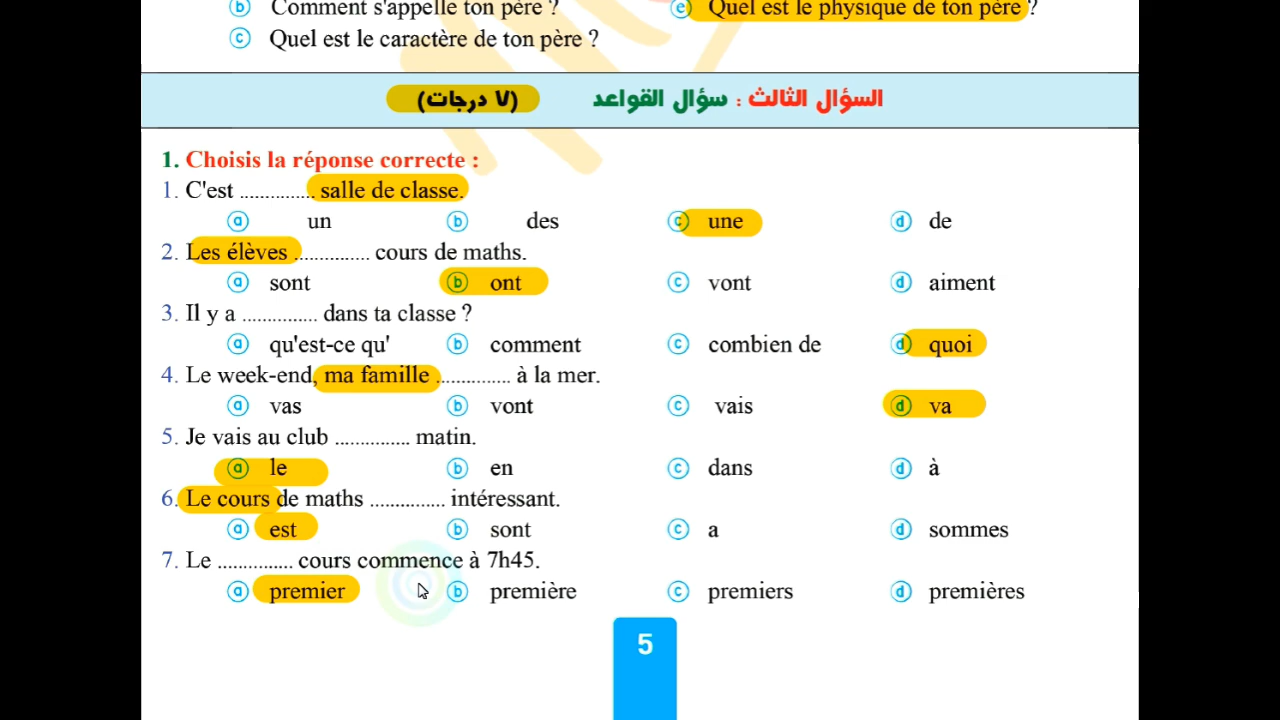 ⓑ Comment s'appelle ton père ? ⓔ Quel est le physique de ton père ?
ⓒ Quel est le caractère de ton père ?
السؤال الثالث : سؤال القواعد (٧ درجات)
1. Choisis la réponse correcte :
1. C'est .............. salle de classe.
ⓐ un ⓑ des ⓒ une ⓓ de
2. Les élèves .............. cours de maths.
ⓐ sont ⓑ ont ⓒ vont ⓓ aiment
3. Il y a .............. dans ta classe ?
ⓐ qu'est-ce qu' ⓑ comment ⓒ combien de ⓓ quoi
4. Le week-end, ma famille .............. à la mer.
ⓐ vas ⓑ vont ⓒ vais ⓓ va
5. Je vais au club .............. matin.
ⓐ le ⓑ en ⓒ dans ⓓ à
6. Le cours de maths .............. intéressant.
ⓐ est ⓑ sont ⓒ a ⓓ sommes
7. Le .............. cours commence à 7h45.
ⓐ premier ⓑ première ⓒ premiers ⓓ premières
5